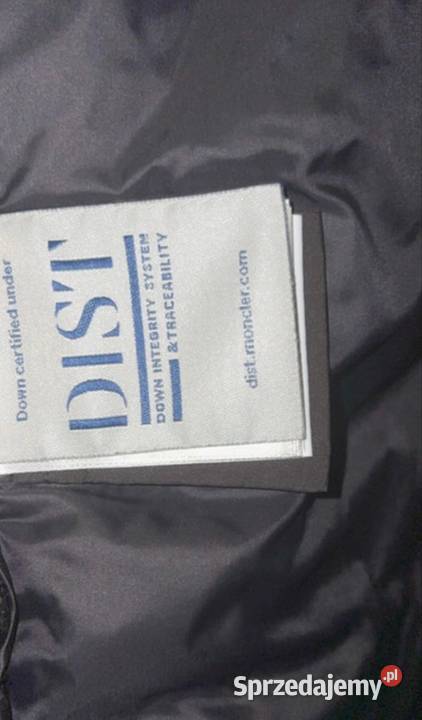 Down certified under
DIST
DOWN INTEGRITY SYSTEM
& TRACEABILITY
dist.moncler.com
Sprzedajemy.pl